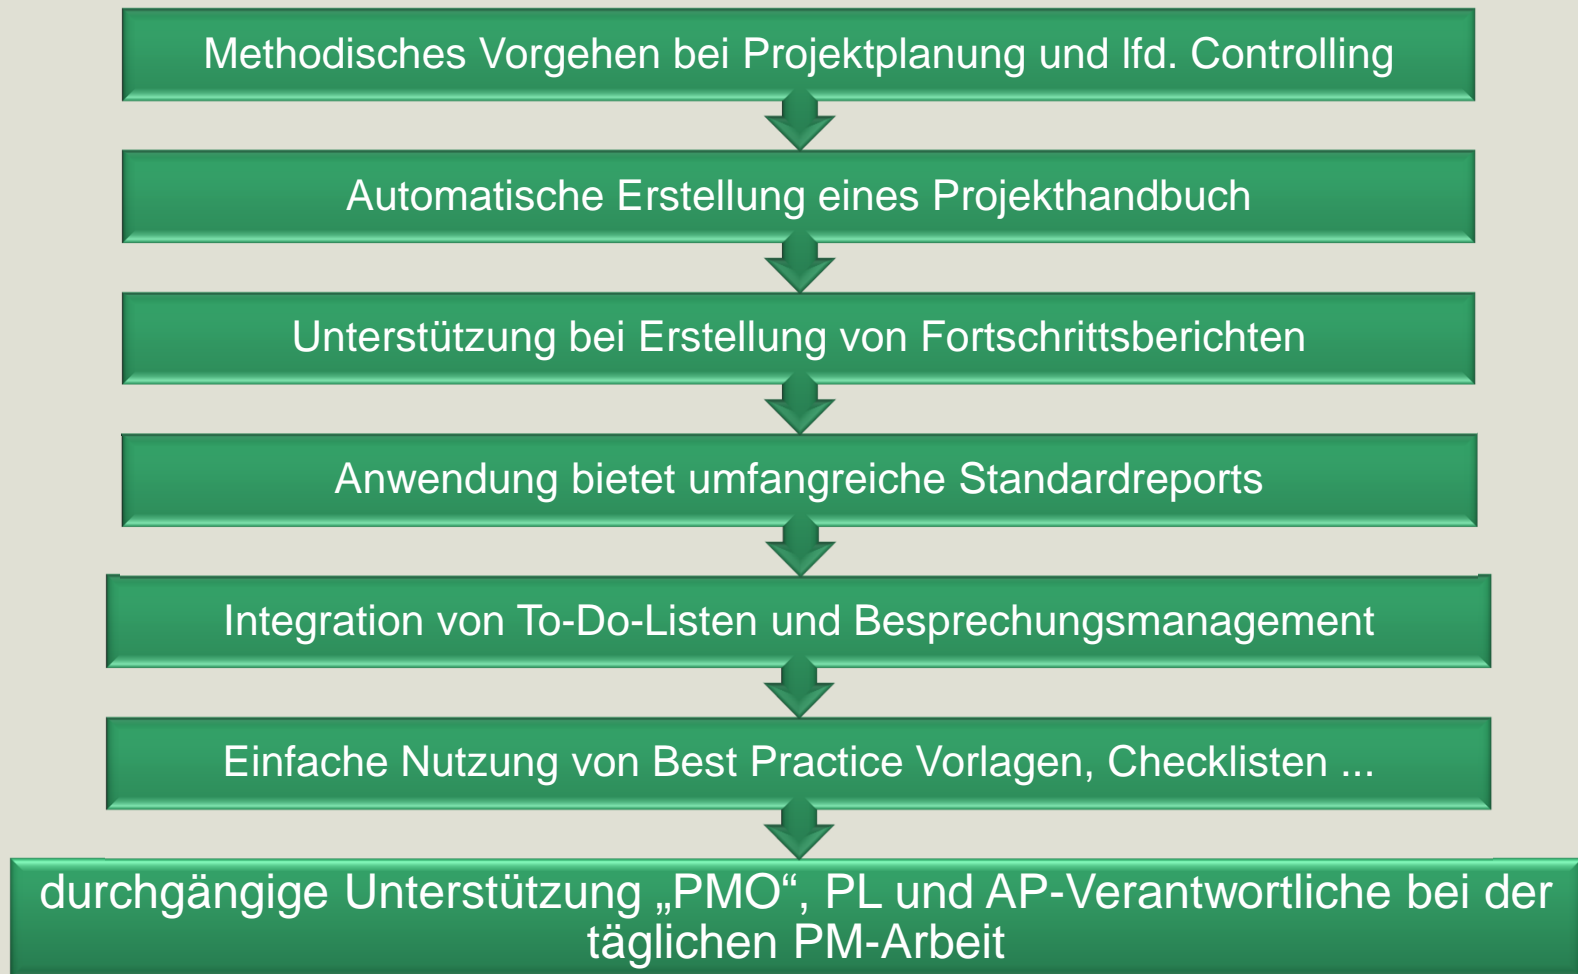 Methodisches Vorgehen bei Projektplanung und lfd. Controlling
Automatische Erstellung eines Projekthandbuch
Unterstützung bei Erstellung von Fortschrittsberichten
Anwendung bietet umfangreiche Standardreports
Integration von To-Do-Listen und Besprechungsmanagement
Einfache Nutzung von Best Practice Vorlagen, Checklisten ...
durchgängige Unterstützung „PMO“, PL und AP-Verantwortliche bei der
täglichen PM-Arbeit